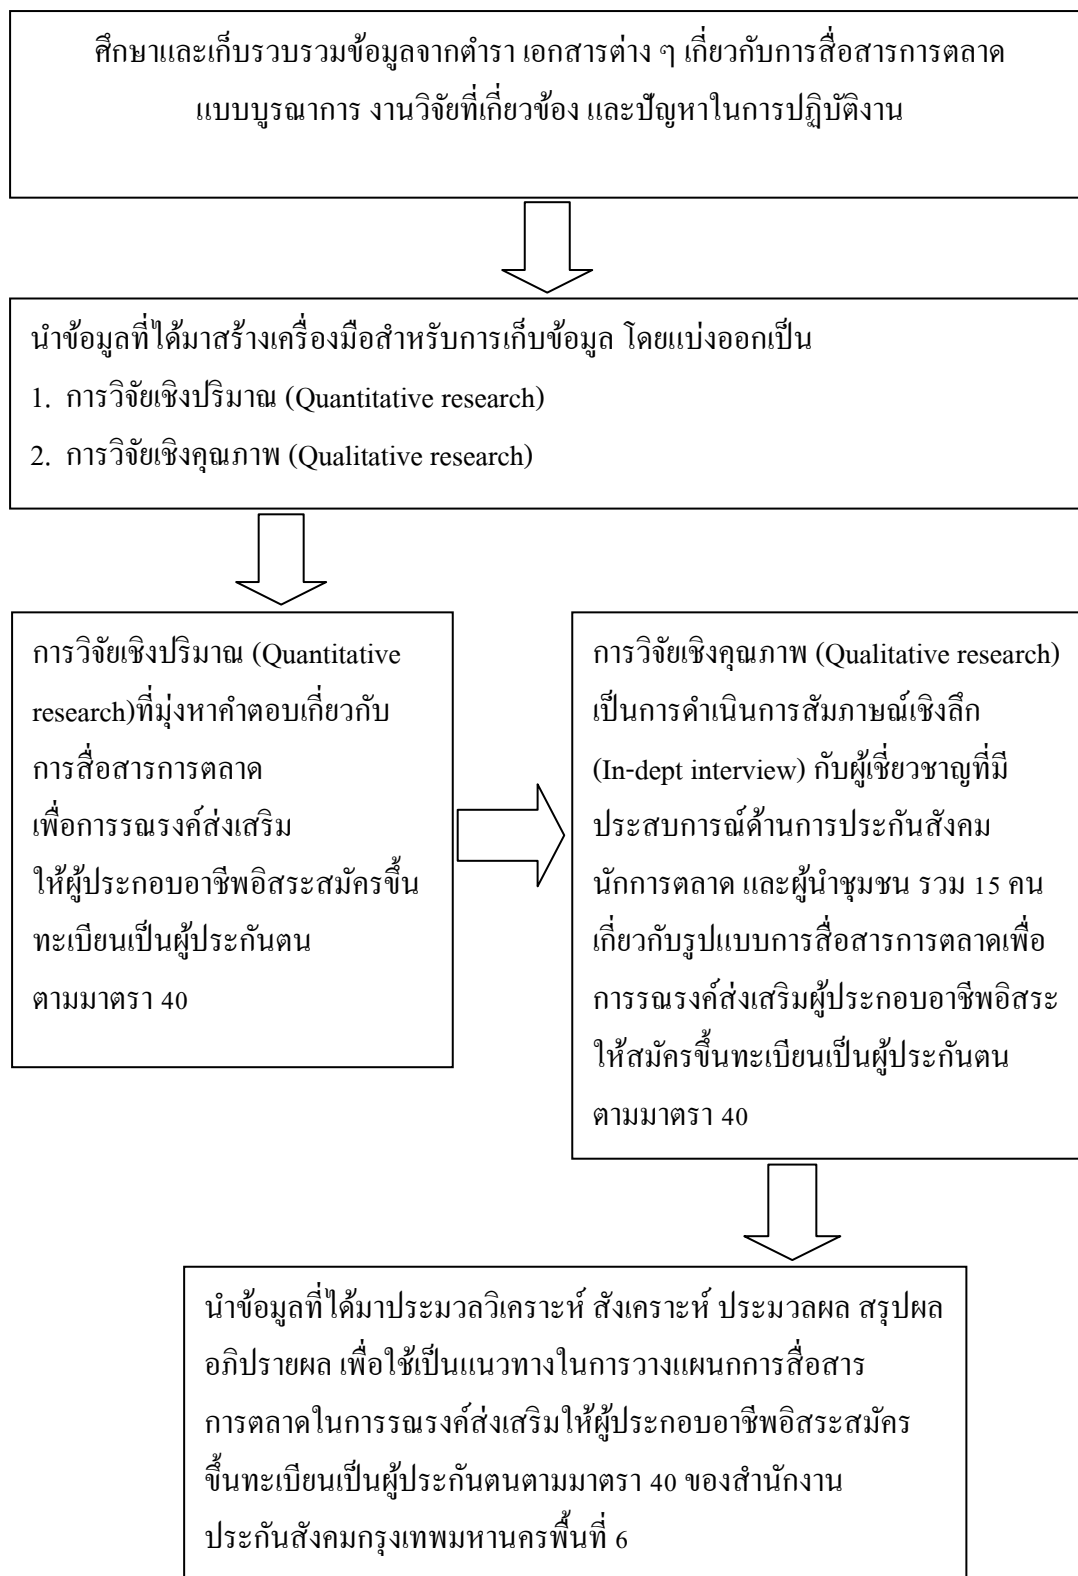 ศึกษาและเก็บรวบรวมข้อมูลจากตำรา เอกสารต่าง ๆ เกี่ยวกับการสื่อสารการตลาด
แบบบูรณาการ งานวิจัยที่เกี่ยวข้อง และปัญหาในการปฏิบัติงาน
นำข้อมูลที่ได้มาสร้างเครื่องมือสำหรับการเก็บข้อมูล โดยแบ่งออกเป็น
1. การวิจัยเชิงปริมาณ (Quantitative research)
2. การวิจัยเชิงคุณภาพ (Qualitative research)
การวิจัยเชิงปริมาณ (Quantitative
research)ที่มุ่งหาคำตอบเกี่ยวกับ
การสื่อสารการตลาด
เพื่อการรณรงค์ส่งเสริม
ให้ผู้ประกอบอาชีพอิสระสมัครขึ้น
ทะเบียนเป็นผู้ประกันตน
ตามมาตรา 40
การวิจัยเชิงคุณภาพ (Qualitative research)
เป็นการดำเนินการสัมภาษณ์เชิงลึก
(In-dept interview) กับผู้เชี่ยวชาญที่มี
ประสบการณ์ด้านการประกันสังคม
นักการตลาด และผู้นำชุมชน รวม 15 คน
เกี่ยวกับรูปแบบการสื่อสารการตลาดเพื่อ
การรณรงค์ส่งเสริมผู้ประกอบอาชีพอิสระ
ให้สมัครขึ้นทะเบียนเป็นผู้ประกันตน
ตามมาตรา 40
นำข้อมูลที่ได้มาประมวลวิเคราะห์ สังเคราะห์ ประมวลผล สรุปผล
อภิปรายผล เพื่อใช้เป็นแนวทางในการวางแผนกการสื่อสาร
การตลาดในการรณรงค์ส่งเสริมให้ผู้ประกอบอาชีพอิสระสมัคร
ขึ้นทะเบียนเป็นผู้ประกันตนตามมาตรา 40 ของสำนักงาน
ประกันสังคมกรุงเทพมหานครพื้นที่ 6